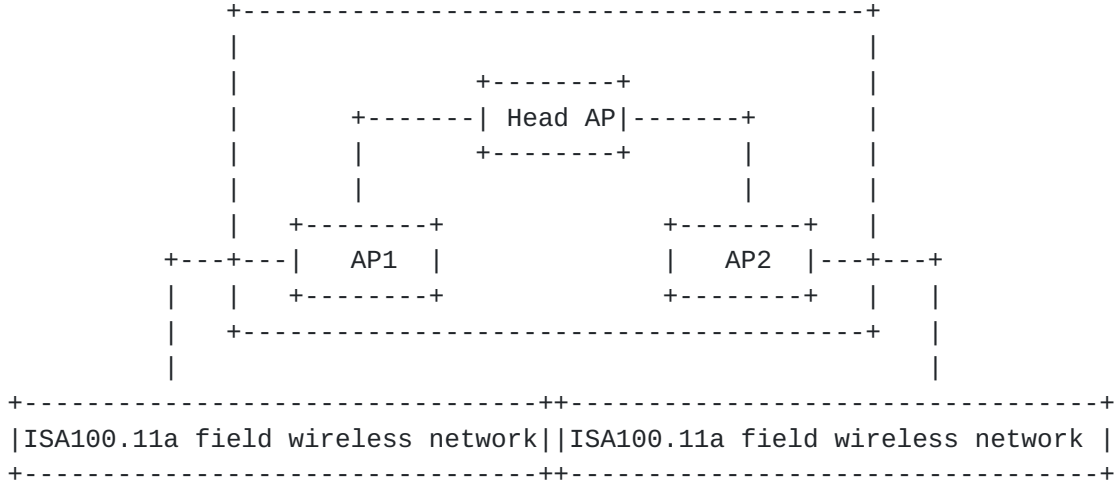 Head AP
AP1 AP2
ISA100.11a field wireless network ISA100.11a field wireless network